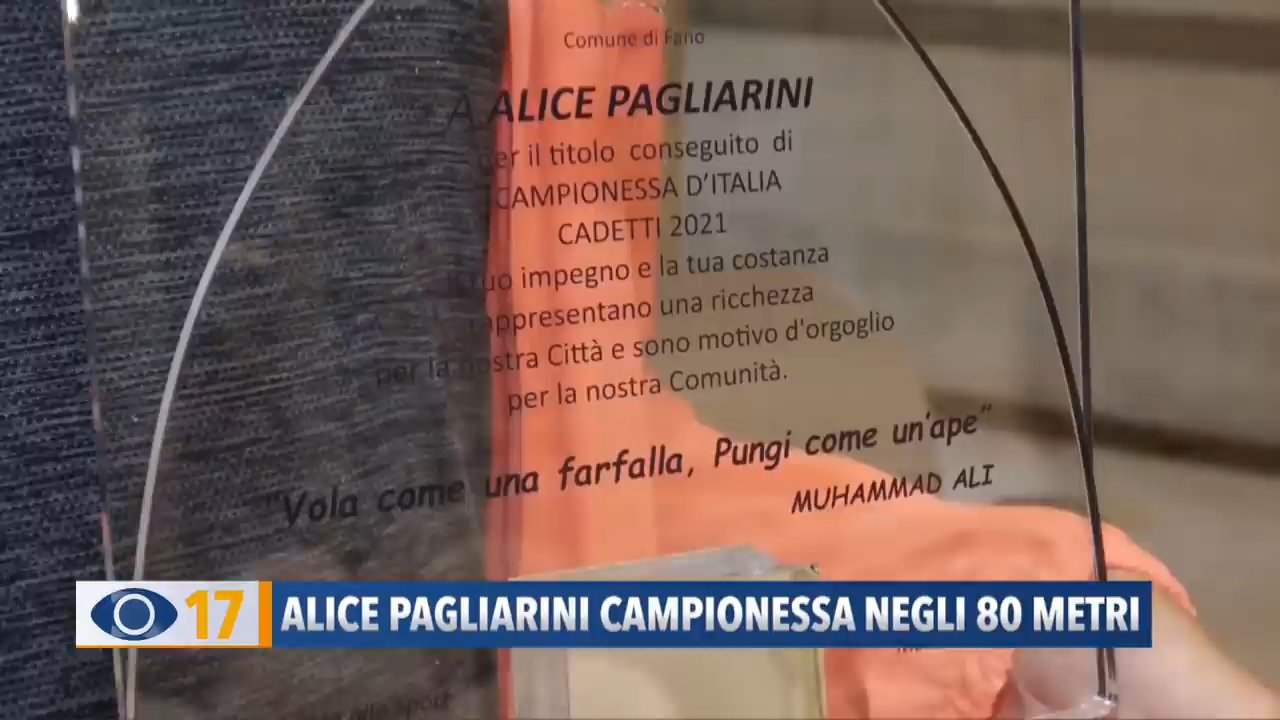 Comune di Fano
A ALICE PAGLIARINI
per il titolo conseguito di
CAMPIONESSA D'ITALIA
CADETTI 2021
tuo impegno e la tua costanza
rappresentano una ricchezza
per la nostra Città e sono motivo d'orgoglio
per la nostra Comunità.
"Vola come una farfalla, Pungi come un'ape"
MUHAMMAD ALI
17 ALICE PAGLIARINI CAMPIONESSA NEGLI 80 METRI